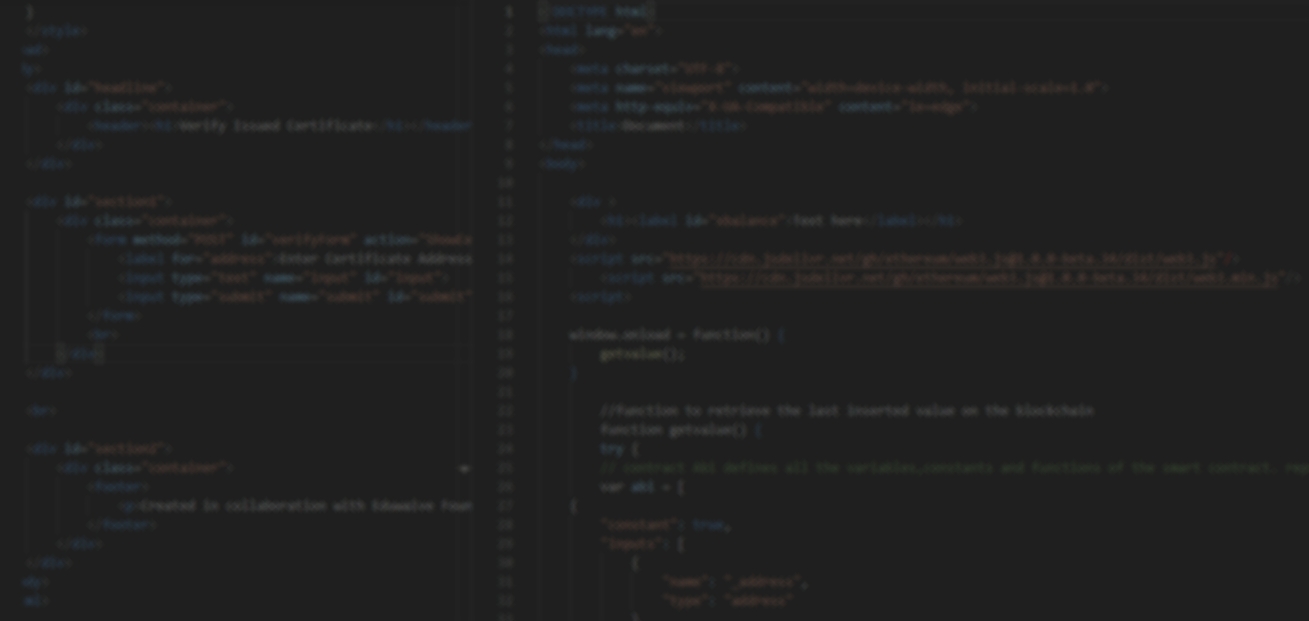 }
</style>
ad>
dy>
<div id="headline">
<div class="container">
<header><h1>Verify Issued Certificate</h1></header
</div>
</div>
<div id="section1">
<div class="container">
<form method="POST" id="verifyForm" action="
<label for="address">Enter Certificate Address
<input type="text" name="input" id="input">
<input type="submit" name="submit" id="submit"
</form>
<br>
</div>
</div>
<br>
<div id="section2">
<div class="container">
<footer>
<p>Created in collaboration with
</footer>
</div>
</div>
dy>
ml>
1 <!DOCTYPE html>
2 <html lang="en">
3 <head>
4 <meta charset="UTF-8">
5 <meta name="viewport" content="width=device-width, initial-scale=1.0">
6 <meta http-equiv="X-UA-Compatible" content="ie=edge">
7 <title>Document</title>
8 </head>
9 <body>
10
11 <div >
12 <h1><label id="xbalance">Text here</label></h1>
13 </div>
14 <script src="https://cdn.jsdelivr.net/gh/ethereum/web3.js@1.0.0-beta.34/dist/web3.js"/>
15 <script src="https://cdn.jsdelivr.net/gh/ethereum/web3.js@1.0.0-beta.34/dist/web3.min.js"/>
16 <script>
17
18 window.onload = function() {
19 getvalue();
20 }
21
22 //function to retrieve the last inserted value on the blockchain
23 function getvalue() {
24 try {
25 // contract ABI defines all the variables,constants and functions of the smart contract.
26 var abi = [
27 {
28 "constant": true,
29 "inputs": [
30 {
31 "name": "_address",
32 "type": "address"
33 }